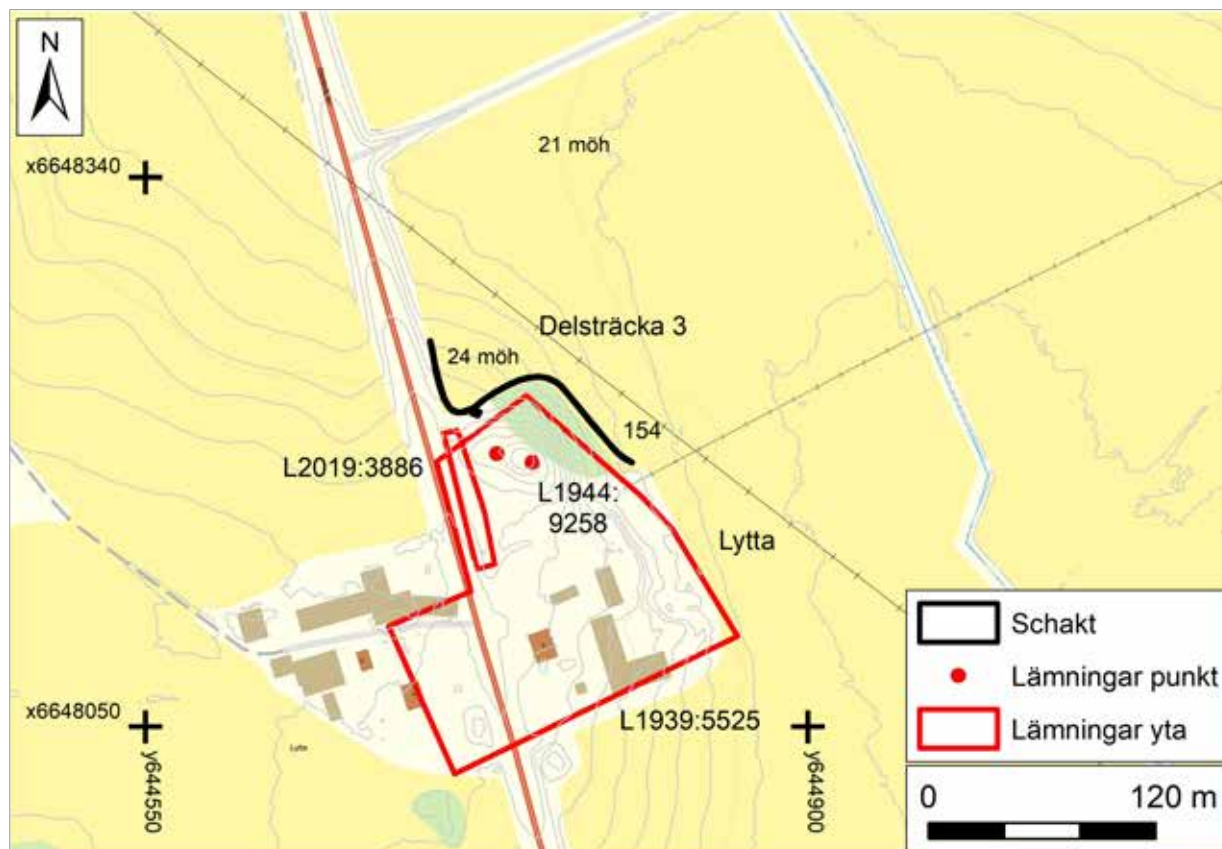 N
x6648340
21 möh
Delsträcka 3
24 möh
154
L2019:3886
L1944:
9258
Lytta
Schakt
Lämningar punkt
Lämningar yta
x6648050
L1939:5525
Lytta
y644550
y644900
0 120 m